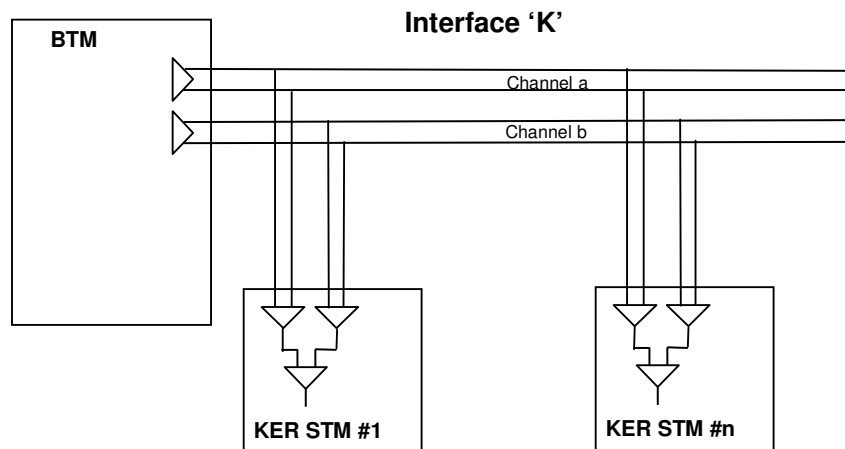 Interface ‘K’
BTM
Channel a
Channel b
KER STM #1
KER STM #n